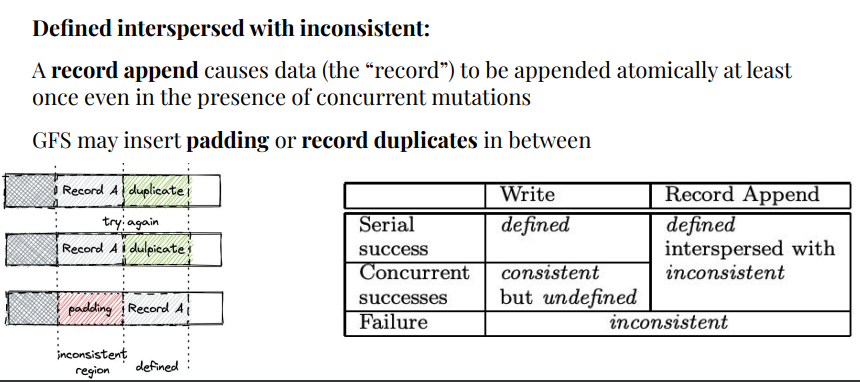 Defined interspersed with inconsistent:
A record append causes data (the “record”) to be appended atomically at least
once even in the presence of concurrent mutations
GFS may insert padding or record duplicates in between
Record A duplicate
try again
Record A dulpicate
padding Record A
inconsistent
region
defined
Write Record Append
Serial defined defined
success interspersed with
Concurrent consistent inconsistent
successes but undefined
Failure inconsistent